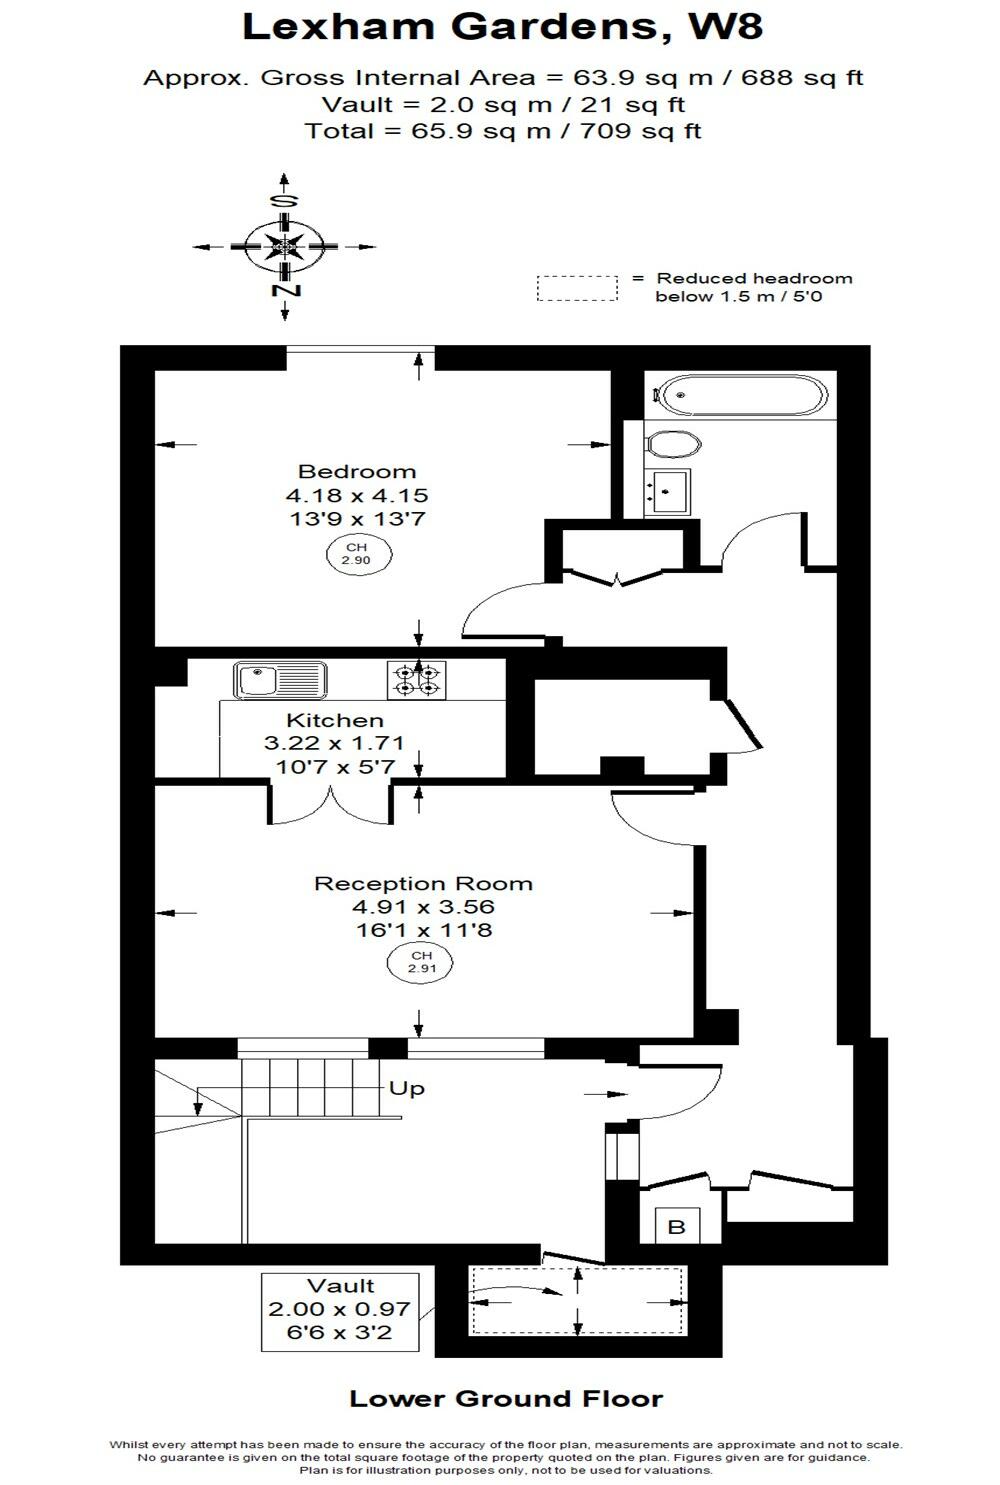 Lexham Gardens, W8
Approx. Gross Internal Area = 63.9 sq m / 688 sq ft
Vault = 2.0 sq m / 21 sq ft
Total = 65.9 sq m / 709 sq ft
S
N
= Reduced headroom
below 1.5 m / 5'0
Bedroom
4.18 x 4.15
13'9 x 13'7
CH
2.90
Kitchen
3.22 x 1.71
10'7 x 5'7
Reception Room
4.91 x 3.56
16'1 x 11'8
CH
2.91
Up
B
Vault
2.00 x 0.97
6'6 x 3'2
Lower Ground Floor
Whilst every attempt has been made to ensure the accuracy of the floor plan, measurements are approximate and not to scale.
No guarantee is given on the total square footage of the property quoted on the plan. Figures given are for guidance.
Plan is for illustration purposes only, not to be used for valuations.